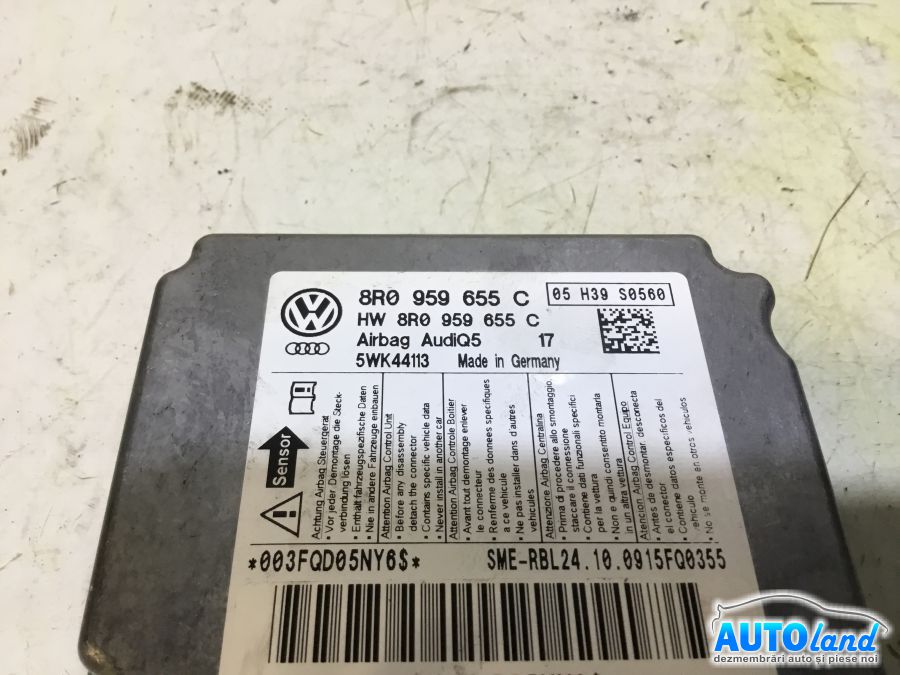 8R0 959 655 C
05 H39 S0560
HW 8R0 959 655 C
Airbag AudiQ5 17
5WK44113 Made in Germany
Sensor
Achtung Airbag Steuergerät
• Vor jeder Demontage die Steck-
verbindung lösen
• Enthält fahrzeugspezifische Daten
• Nie in andere Fahrzeuge einbauen
Attention Airbag Control Unit
• Before any disassembly
detach the connector
• Contains specific vehicle data
• Never install in another car
Attention Airbag Controle Boitier
• Avant tout demontage enlever
le connecteur
• Renferme des donnees specifiques
a ce vehicule
• Ne pas installer dans d'autres
vehicules
Attenzione Airbag Centralina
• Prima di procedere allo smontaggio,
staccare il connessione
• Contiene dati funzionali specifici
per la vettura
• Non e quindi consentito montarla
in un altra vettura
Atencion Airbag Control Equipo
• Antes de desmontar, desconecta
el conector
• Contiene datos especificos del
vehiculo
• No se vehiculos
*003FQD05NY6$*
SME-RBL24.10.0915FQ0355
AUTOland
dezmembrări auto și piese noi